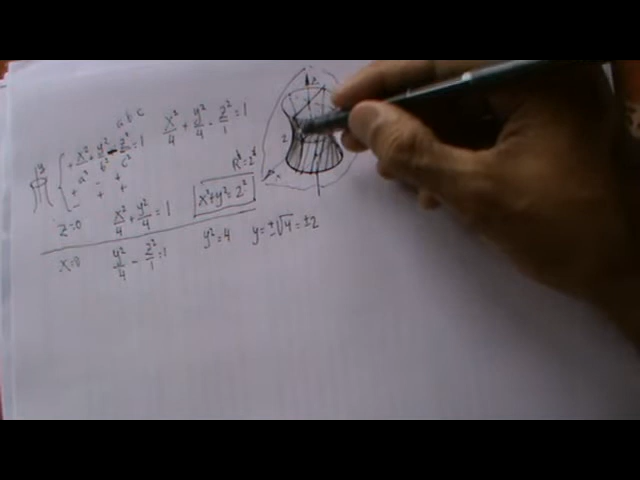 a b c
+ x²/a² + y²/b² - z²/c² = 1
x²/4 + y²/4 - z²/1 = 1
+ - +
- + +
R² = 2²
z=0 x²/4 + y²/4 = 1 x²+y² = 2²
x=0 y²/4 - z²/1 = 1 y² = 4 y = ±√4 = ±2
z
2
x